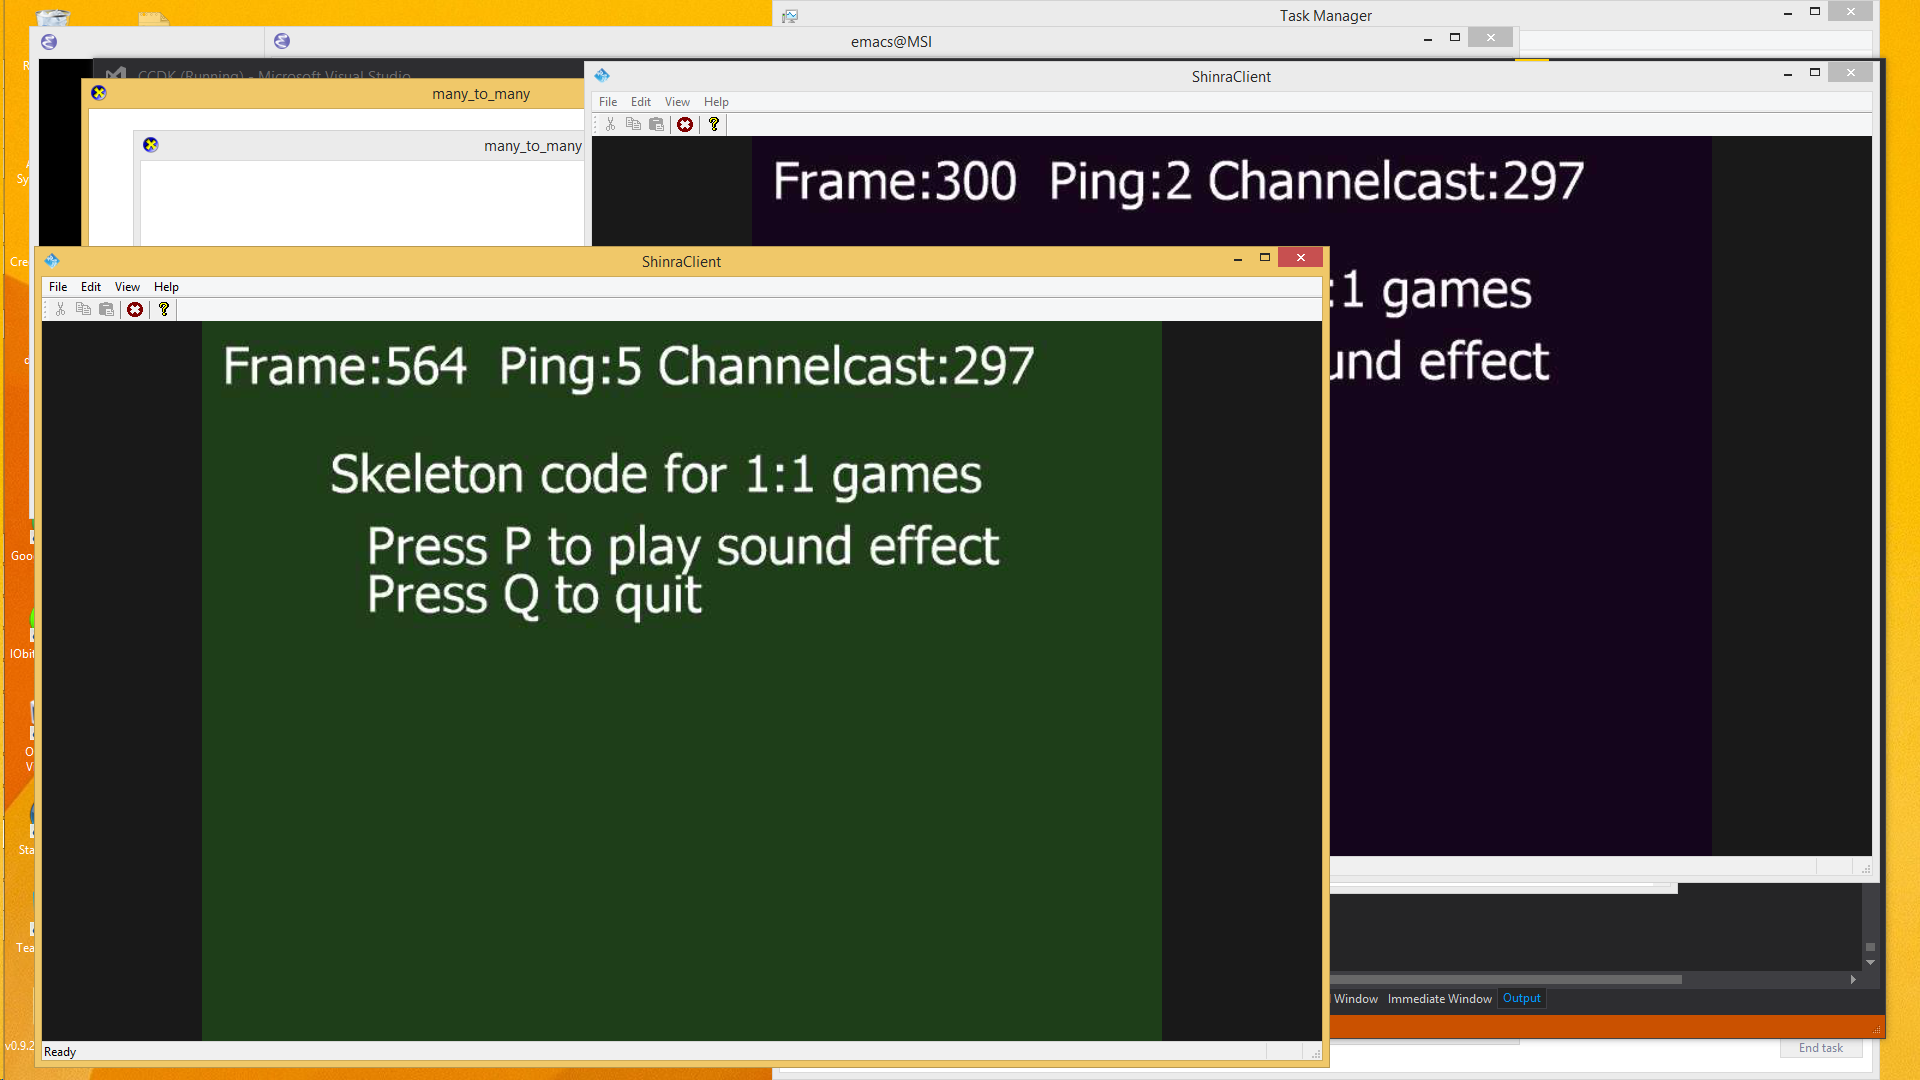 Task Manager
emacs@MSI
CCDK (Running) - Microsoft Visual Studio
ShinraClient
many_to_many
File Edit View Help
many_to_many
Frame:300 Ping:2 Channelcast:297
:1 games
und effect
ShinraClient
File Edit View Help
Frame:564 Ping:5 Channelcast:297
Skeleton code for 1:1 games
Press P to play sound effect
Press Q to quit
Window Immediate Window Output
Ready
End task
Sy
Cre
Goo
IObit
Sta
Tea
v0.9.2